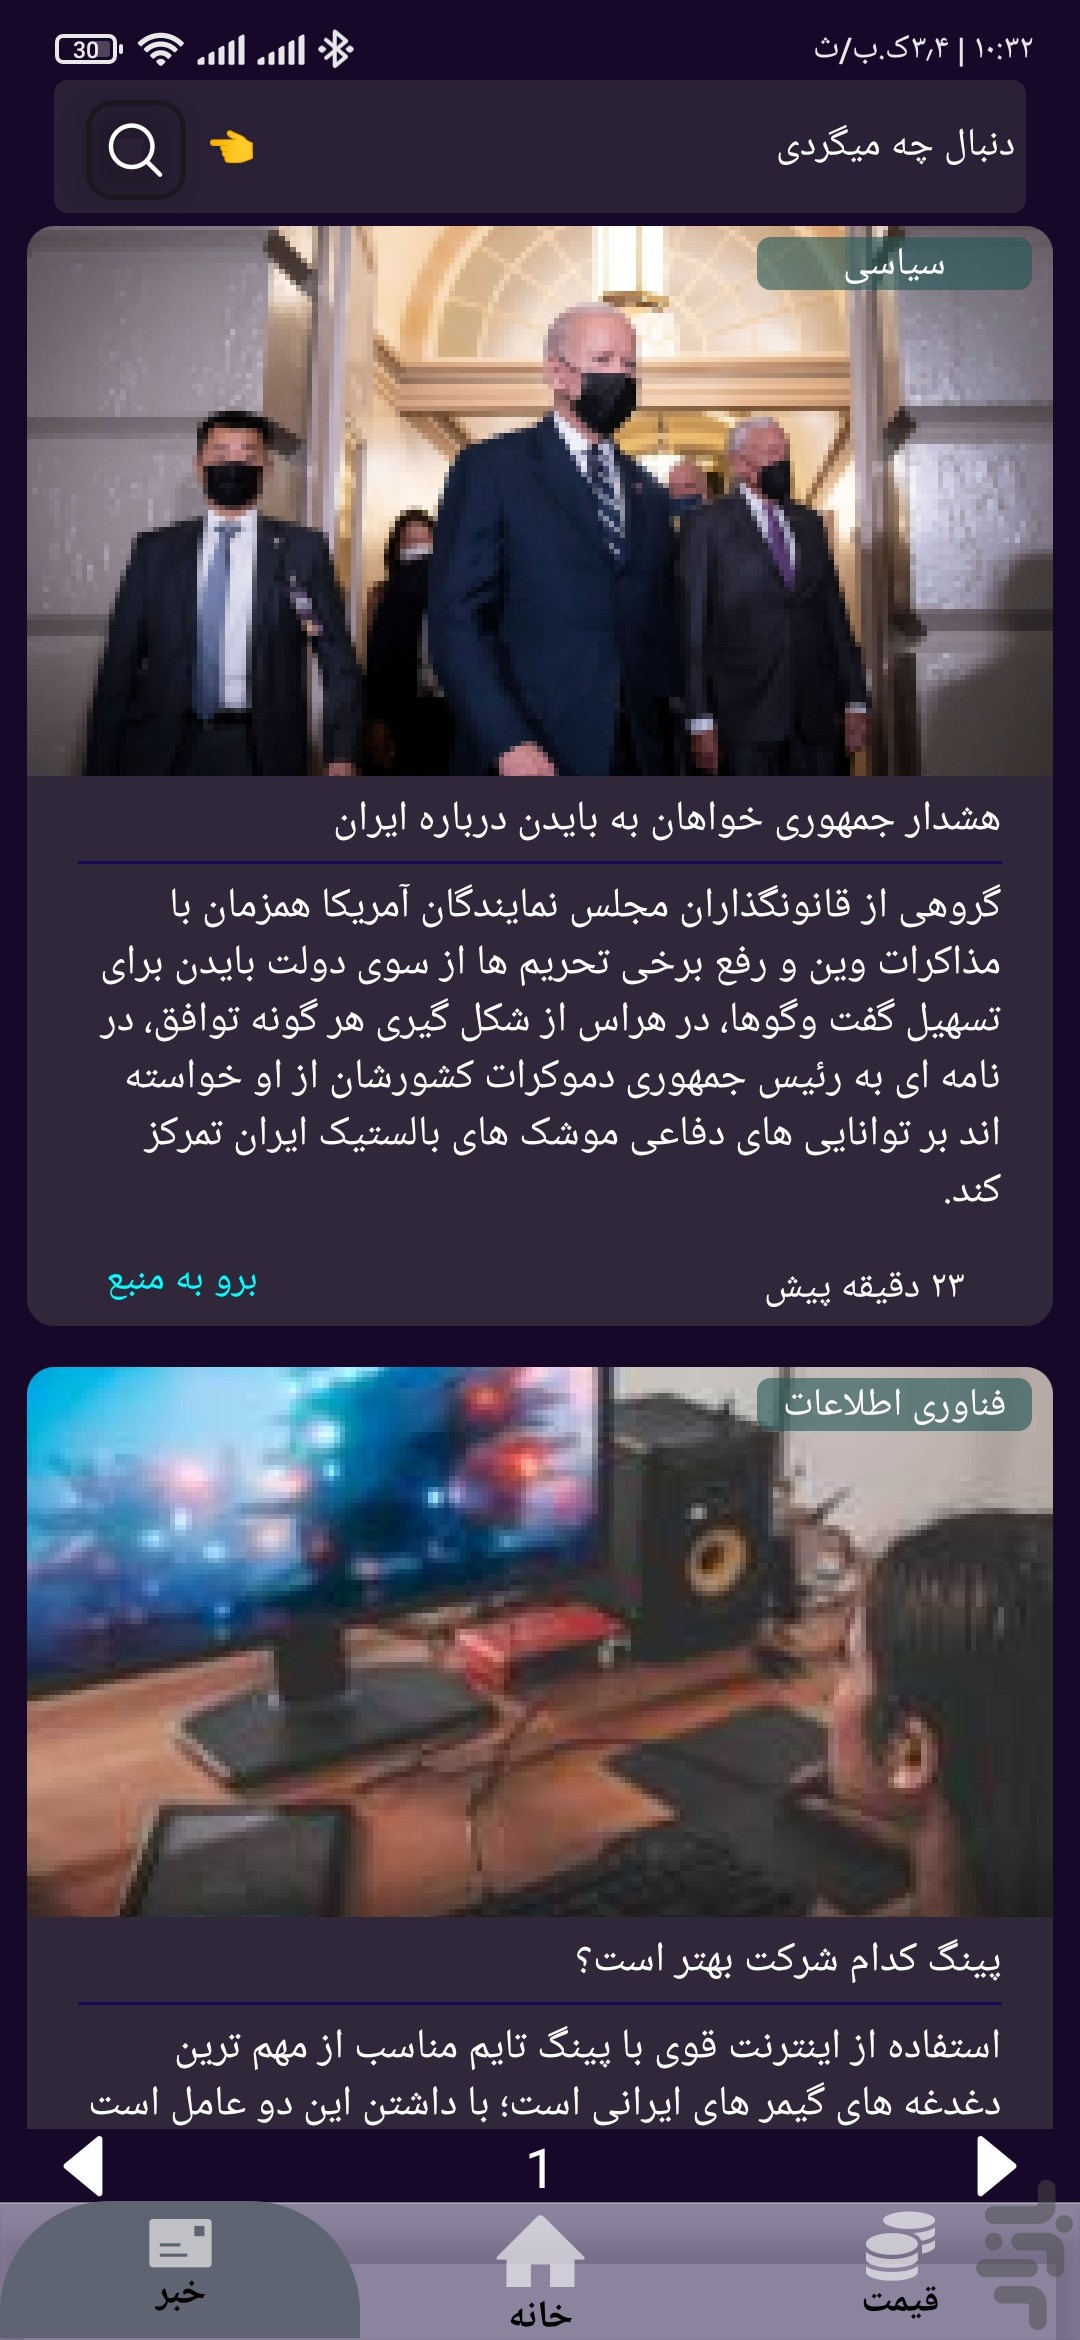 ۱۰:۳۲ | ۳٫۴ک.ب/ث
30
دنبال چه میگردی 👈
سیاسی
هشدار جمهوری خواهان به بایدن درباره ایران
گروهی از قانونگذاران مجلس نمایندگان آمریکا همزمان با
مذاکرات وین و رفع برخی تحریم ها از سوی دولت بایدن برای
تسهیل گفت وگوها، در هراس از شکل گیری هر گونه توافق، در
نامه ای به رئیس جمهوری دموکرات کشورشان از او خواسته
اند بر توانایی های دفاعی موشک های بالستیک ایران تمرکز
کند.
۲۳ دقیقه پیش
برو به منبع
فناوری اطلاعات
پینگ کدام شرکت بهتر است؟
استفاده از اینترنت قوی با پینگ تایم مناسب از مهم ترین
دغدغه های گیمر های ایرانی است؛ با داشتن این دو عامل است
1
قیمت
خانه
خبر
بازار